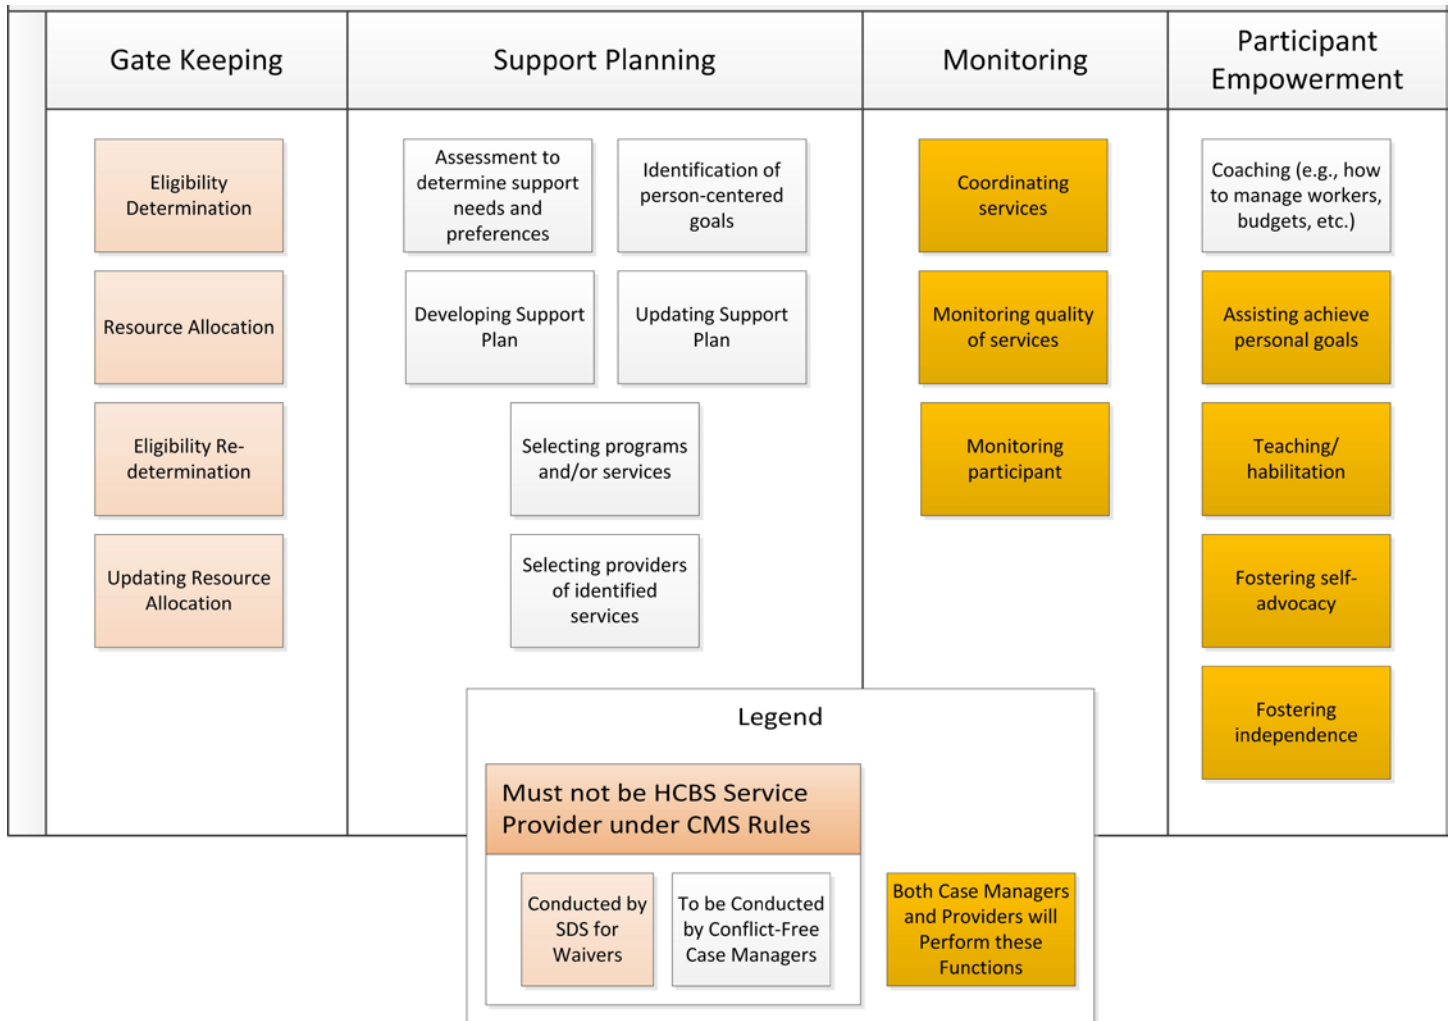 Gate Keeping
Support Planning
Monitoring
Participant
Empowerment
Eligibility
Determination
Resource Allocation
Eligibility Re-
determination
Updating Resource
Allocation
Assessment to
determine support
needs and
preferences
Identification of
person-centered
goals
Developing Support
Plan
Updating Support
Plan
Selecting programs
and/or services
Selecting providers
of identified
services
Coordinating
services
Monitoring quality
of services
Monitoring
participant
Coaching (e.g., how
to manage workers,
budgets, etc.)
Assisting achieve
personal goals
Teaching/
habilitation
Fostering self-
advocacy
Fostering
independence
Legend
Must not be HCBS Service
Provider under CMS Rules
Conducted by
SDS for
Waivers
To be Conducted
by Conflict-Free
Case Managers
Both Case Managers
and Providers will
Perform these
Functions